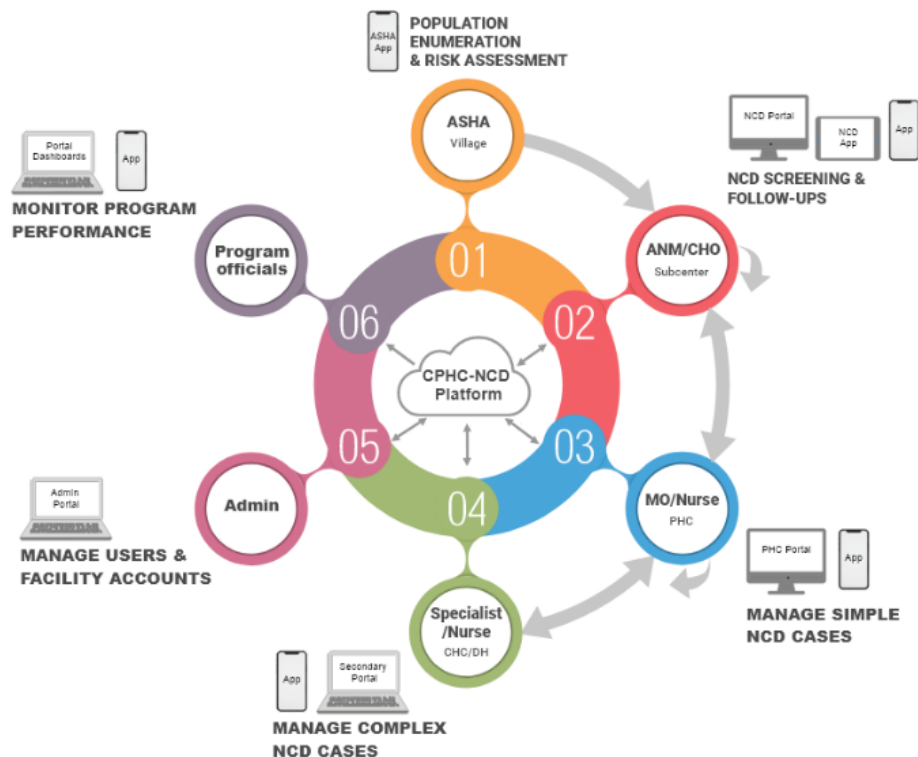 ASHA
App
POPULATION
ENUMERATION
& RISK ASSESSMENT
ASHA
Village
NCD Portal
NCD
App
App
NCD SCREENING &
FOLLOW-UPS
Portal
Dashboards
App
MONITOR PROGRAM
PERFORMANCE
Program
officials
ANM/CHO
Subcenter
01
02
03
04
05
06
CPHC-NCD
Platform
Admin
Portal
MANAGE USERS &
FACILITY ACCOUNTS
Admin
MO/Nurse
PHC
PHC Portal
App
MANAGE SIMPLE
NCD CASES
Specialist
/Nurse
CHC/DH
App
Secondary
Portal
MANAGE COMPLEX
NCD CASES